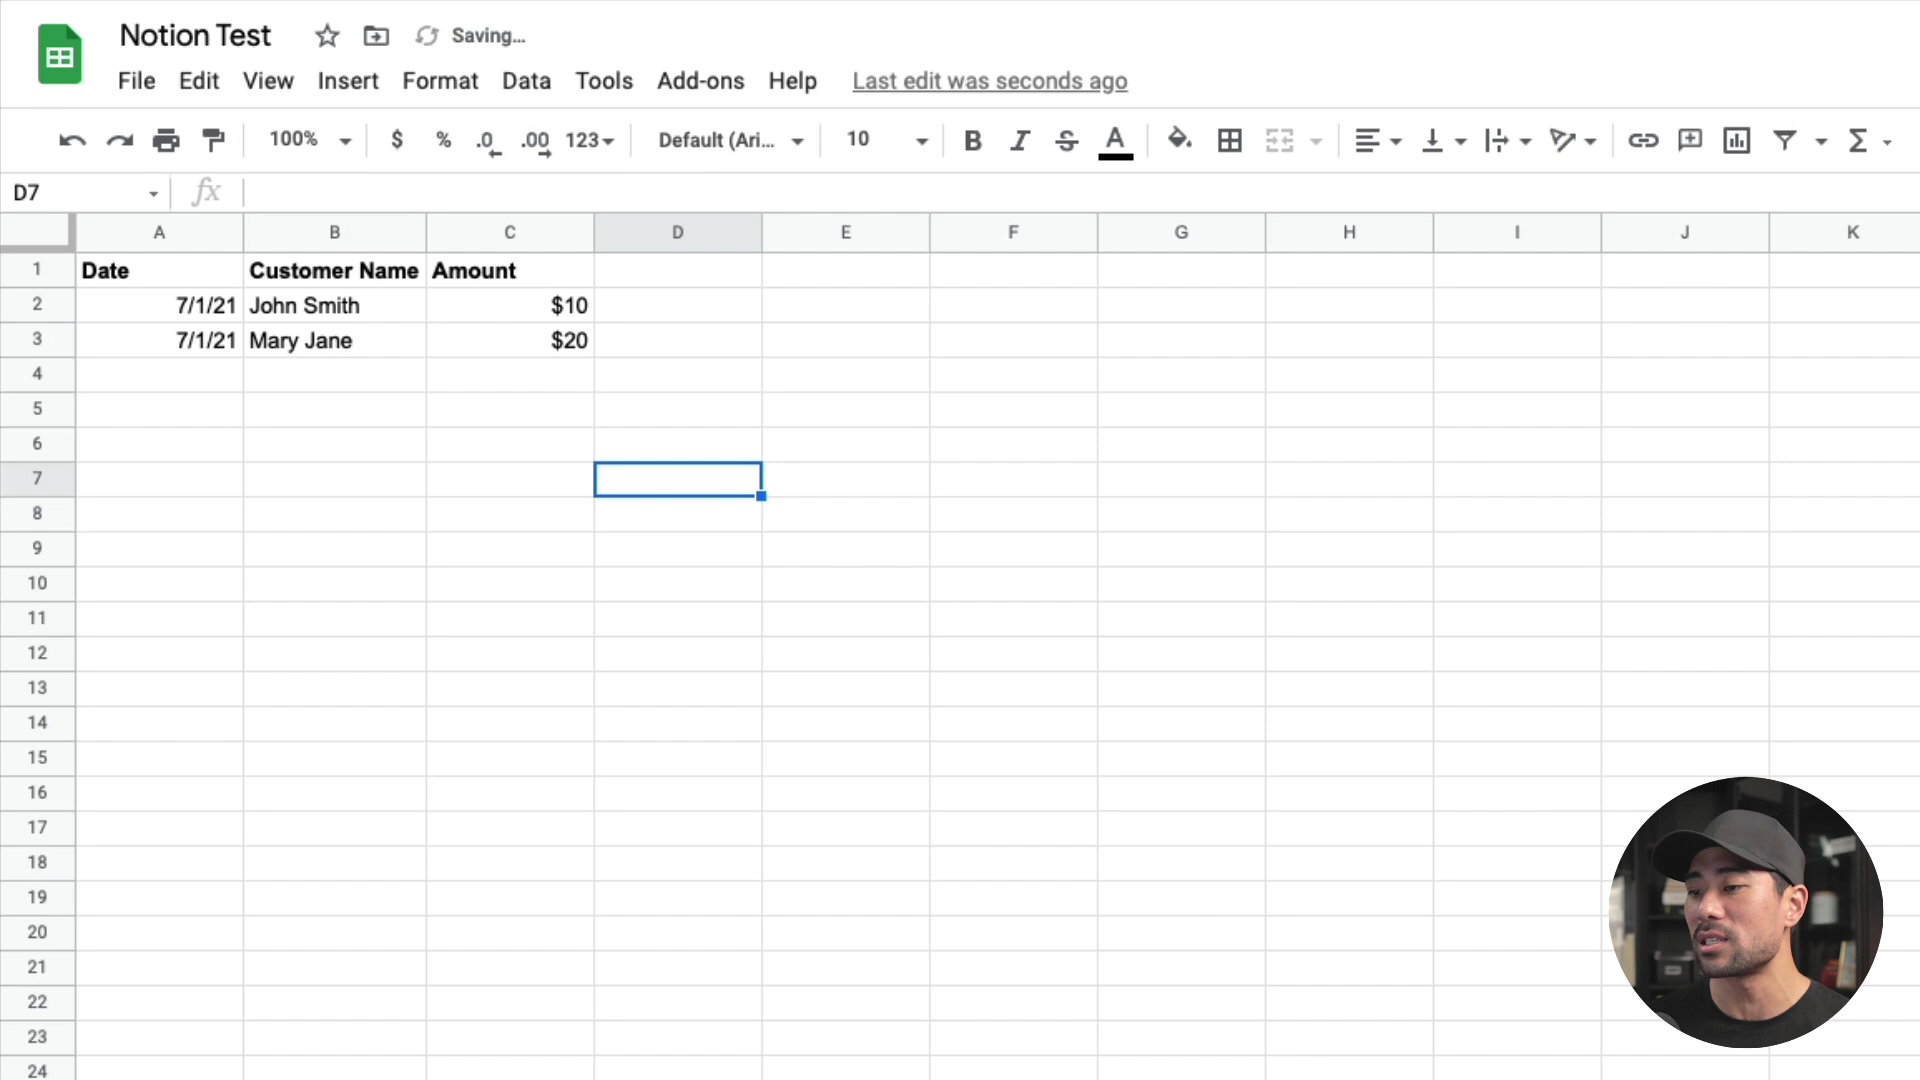 Notion Test Saving...
File Edit View Insert Format Data Tools Add-ons Help Last edit was seconds ago
100% $ % .0 .00 123 Default (Ari... 10 B I S A Σ
D7 fx
A B C D E F G H I J K
1 Date Customer Name Amount
2 7/1/21 John Smith $10
3 7/1/21 Mary Jane $20
4
5
6
7
8
9
10
11
12
13
14
15
16
17
18
19
20
21
22
23
24